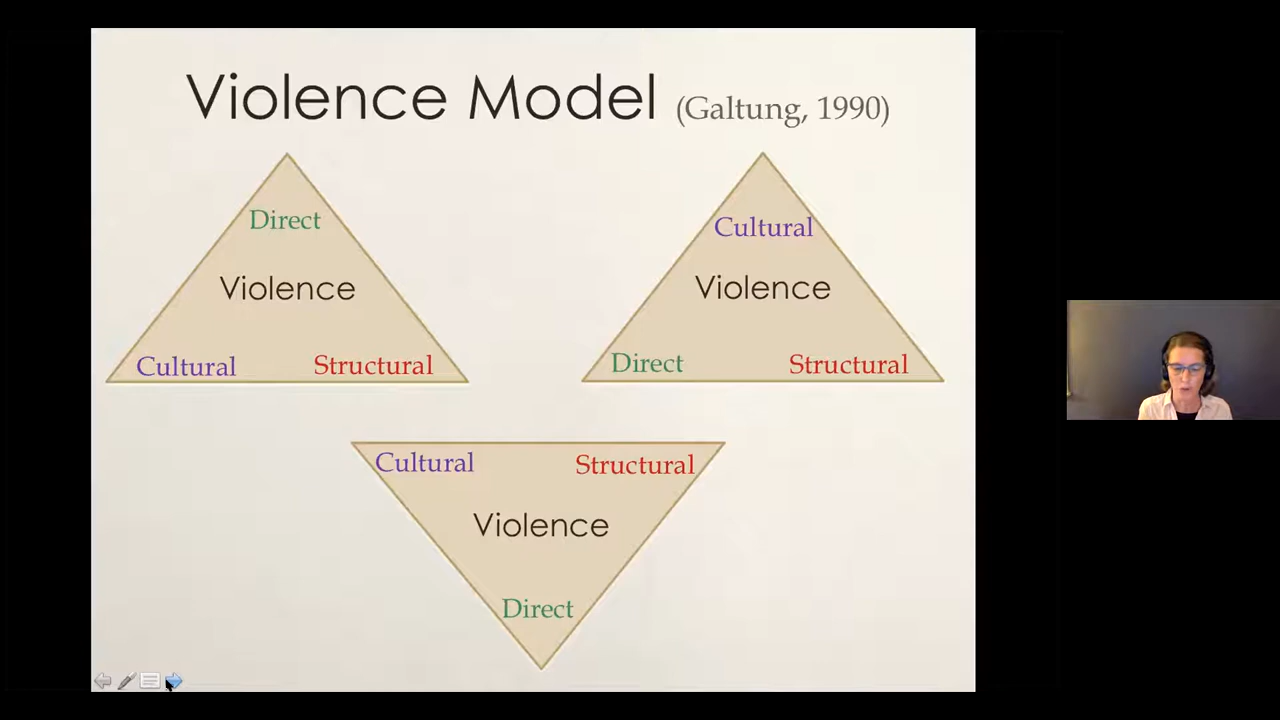 Violence Model (Galtung, 1990)
Direct
Violence
Cultural Structural
Cultural
Violence
Direct Structural
Cultural Structural
Violence
Direct